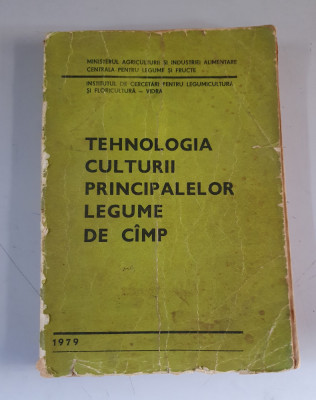 MINISTERUL AGRICULTURII ȘI INDUSTRIEI ALIMENTARE
CENTRALA PENTRU LEGUME ȘI FRUCTE
INSTITUTUL DE CERCETĂRI PENTRU LEGUMICULTURĂ
ȘI FLORICULTURĂ – VIDRA
TEHNOLOGIA
CULTURII
PRINCIPALELOR
LEGUME
DE CÎMP
1979